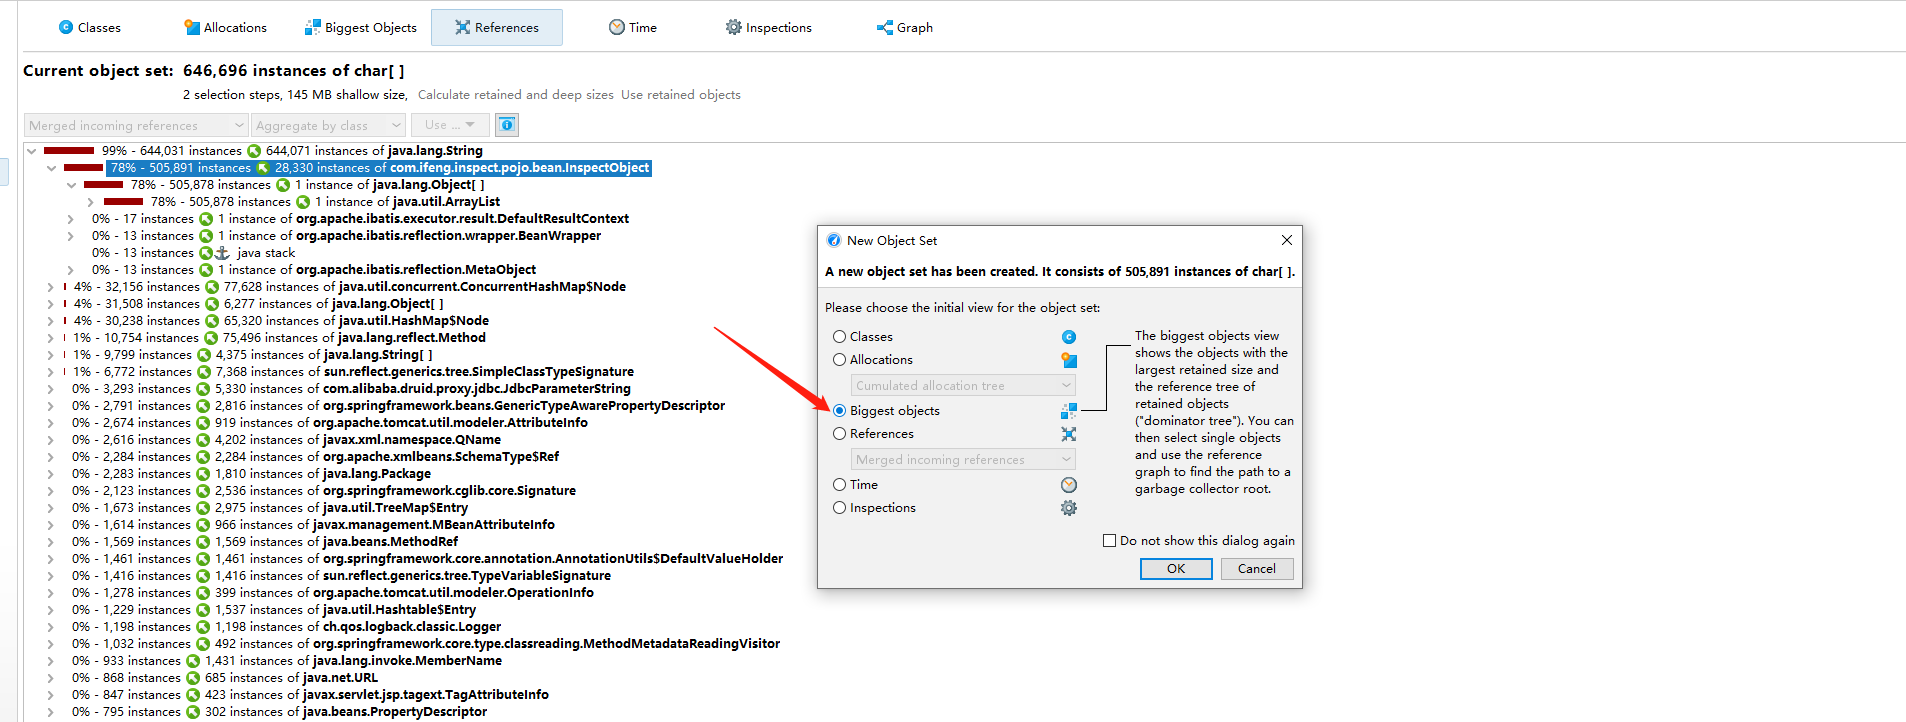 Classes Allocations Biggest Objects References Time Inspections Graph
Current object set: 646,696 instances of char[ ]
2 selection steps, 145 MB shallow size, Calculate retained and deep sizes Use retained objects
Merged incoming references Aggregate by class Use ...
99% - 644,031 instances 644,071 instances of java.lang.String
78% - 505,891 instances 28,330 instances of com.ifeng.inspect.pojo.bean.InspectObject
78% - 505,878 instances 1 instance of java.lang.Object[ ]
78% - 505,878 instances 1 instance of java.util.ArrayList
0% - 17 instances 1 instance of org.apache.ibatis.executor.result.DefaultResultContext
0% - 13 instances 1 instance of org.apache.ibatis.reflection.wrapper.BeanWrapper
0% - 13 instances java stack
0% - 13 instances 1 instance of org.apache.ibatis.reflection.MetaObject
4% - 32,156 instances 77,628 instances of java.util.concurrent.ConcurrentHashMap$Node
4% - 31,508 instances 6,277 instances of java.lang.Object[ ]
4% - 30,238 instances 65,320 instances of java.util.HashMap$Node
1% - 10,754 instances 75,496 instances of java.lang.reflect.Method
1% - 9,799 instances 4,375 instances of java.lang.String[ ]
1% - 6,772 instances 7,368 instances of sun.reflect.generics.tree.SimpleClassTypeSignature
0% - 3,293 instances 5,330 instances of com.alibaba.druid.proxy.jdbc.JdbcParameterString
0% - 2,791 instances 2,816 instances of org.springframework.beans.GenericTypeAwarePropertyDescriptor
0% - 2,674 instances 919 instances of org.apache.tomcat.util.modeler.AttributeInfo
0% - 2,616 instances 4,202 instances of javax.xml.namespace.QName
0% - 2,284 instances 2,284 instances of org.apache.xmlbeans.SchemaType$Ref
0% - 2,283 instances 1,810 instances of java.lang.Package
0% - 2,123 instances 2,536 instances of org.springframework.cglib.core.Signature
0% - 1,673 instances 2,975 instances of java.util.TreeMap$Entry
0% - 1,614 instances 966 instances of javax.management.MBeanAttributeInfo
0% - 1,569 instances 1,569 instances of java.beans.MethodRef
0% - 1,461 instances 1,461 instances of org.springframework.core.annotation.AnnotationUtils$DefaultValueHolder
0% - 1,416 instances 1,416 instances of sun.reflect.generics.tree.TypeVariableSignature
0% - 1,278 instances 399 instances of org.apache.tomcat.util.modeler.OperationInfo
0% - 1,229 instances 1,537 instances of java.util.Hashtable$Entry
0% - 1,198 instances 1,198 instances of ch.qos.logback.classic.Logger
0% - 1,032 instances 492 instances of org.springframework.core.type.classreading.MethodMetadataReadingVisitor
0% - 933 instances 1,431 instances of java.lang.invoke.MemberName
0% - 868 instances 685 instances of java.net.URL
0% - 847 instances 423 instances of javax.servlet.jsp.tagext.TagAttributeInfo
0% - 795 instances 302 instances of java.beans.PropertyDescriptor
New Object Set
A new object set has been created. It consists of 505,891 instances of char[ ].
Please choose the initial view for the object set:
Classes
Allocations
Cumulated allocation tree
Biggest objects
References
Merged incoming references
Time
Inspections
The biggest objects view
shows the objects with the
largest retained size and
the reference tree of
retained objects
("dominator tree"). You can
then select single objects
and use the reference
graph to find the path to a
garbage collector root.
Do not show this dialog again
OK Cancel